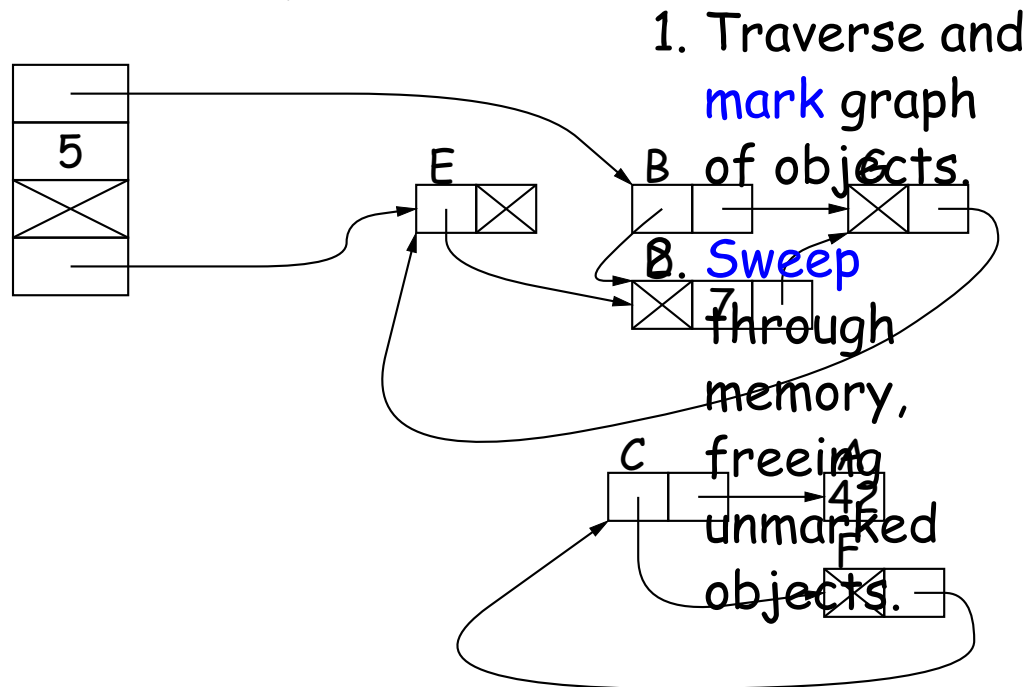 1. Traverse and
mark graph
of objects.
2. Sweep
through
memory,
freeing
unmarked
objects.
5
E
B
G
D
7
C
A
42
F